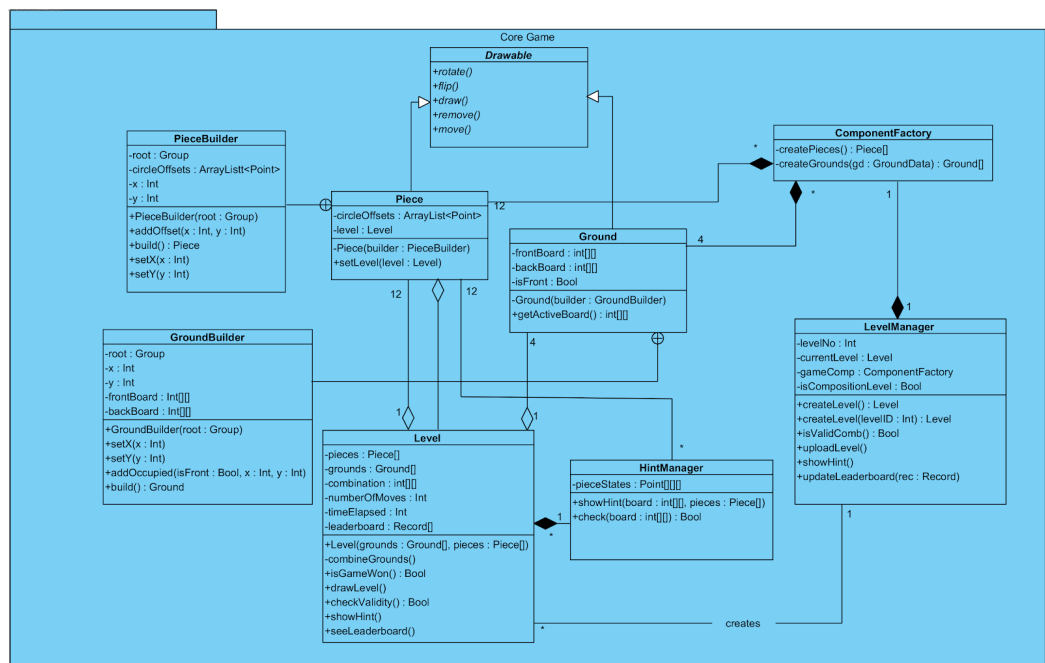 Core Game
Drawable
+rotate()
+flip()
+draw()
+remove()
+move()
PieceBuilder
-root : Group
-circleOffsets : ArrayListt<Point>
-x : Int
-y : Int
+PieceBuilder(root : Group)
+addOffset(x : Int, y : Int)
+build() : Piece
+setX(x : Int)
+setY(y : Int)
Piece
-circleOffsets : ArrayList<Point>
-level : Level
-Piece(builder : PieceBuilder)
+setLevel(level : Level)
12
12
12
ComponentFactory
-createPieces() : Piece[]
-createGrounds(gd : GroundData) : Ground[]
*
*
1
Ground
-frontBoard : int[][]
-backBoard : int[][]
-isFront : Bool
-Ground(builder : GroundBuilder)
+getActiveBoard() : int[][]
4
4
GroundBuilder
-root : Group
-x : Int
-y : Int
-frontBoard : Int[][]
-backBoard : Int[][]
+GroundBuilder(root : Group)
+setX(x : Int)
+setY(y : Int)
+addOccupied(isFront : Bool, x : Int, y : Int)
+build() : Ground
1
LevelManager
-levelNo : Int
-currentLevel : Level
-gameComp : ComponentFactory
-isCompositionLevel : Bool
+createLevel() : Level
+createLevel(levelID : Int) : Level
+isValidComb() : Bool
+uploadLevel()
+showHint()
+updateLeaderboard(rec : Record)
1
1
1
Level
-pieces : Piece[]
-grounds : Ground[]
-combination : int[][]
-numberOfMoves : Int
-timeElapsed : Int
-leaderboard : Record[]
+Level(grounds : Ground[], pieces : Piece[])
-combineGrounds()
+isGameWon() : Bool
+drawLevel()
+checkValidity() : Bool
+showHint()
+seeLeaderboard()
*
HintManager
-pieceStates : Point[][][]
+showHint(board : int[][], pieces : Piece[])
+check(board : int[][]) : Bool
1
*
1
creates
*